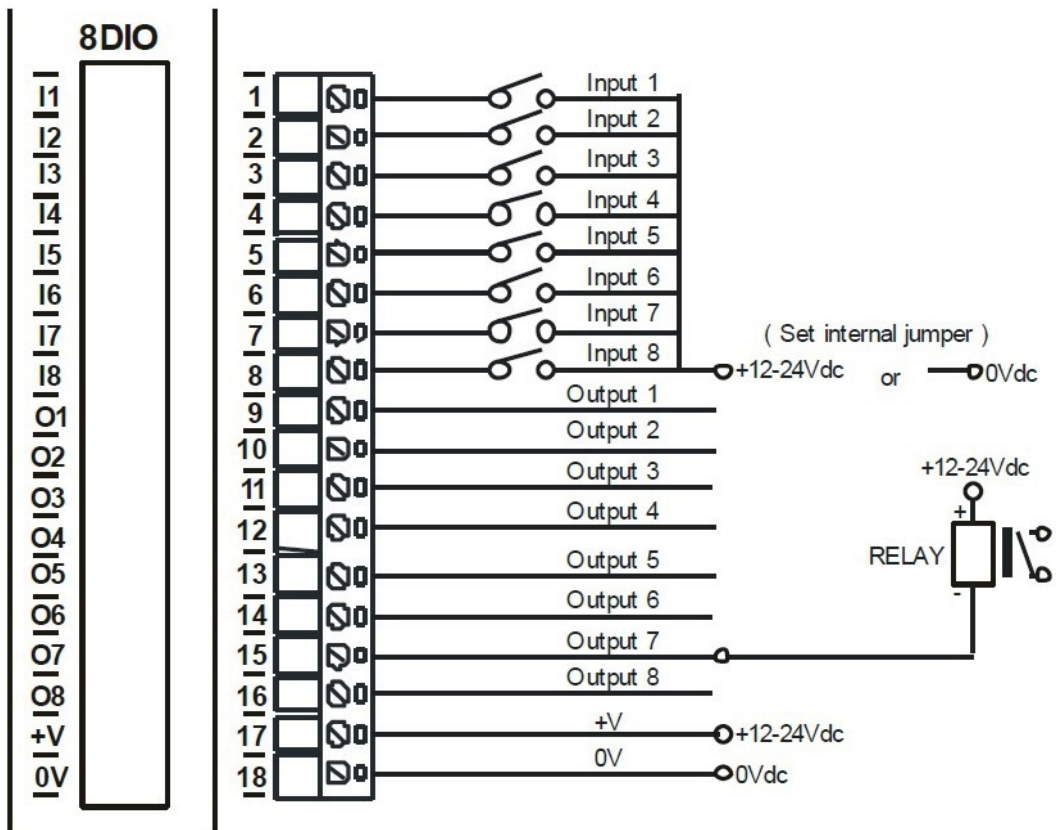 8DIO
I1
I2
I3
I4
I5
I6
I7
I8
O1
O2
O3
O4
O5
O6
O7
O8
+V
0V
1
2
3
4
5
6
7
8
9
10
11
12
13
14
15
16
17
18
Input 1
Input 2
Input 3
Input 4
Input 5
Input 6
Input 7
Input 8
Output 1
Output 2
Output 3
Output 4
Output 5
Output 6
Output 7
Output 8
+V
0V
( Set internal jumper )
+12-24Vdc or 0Vdc
+12-24Vdc
+
RELAY
-
+12-24Vdc
0Vdc